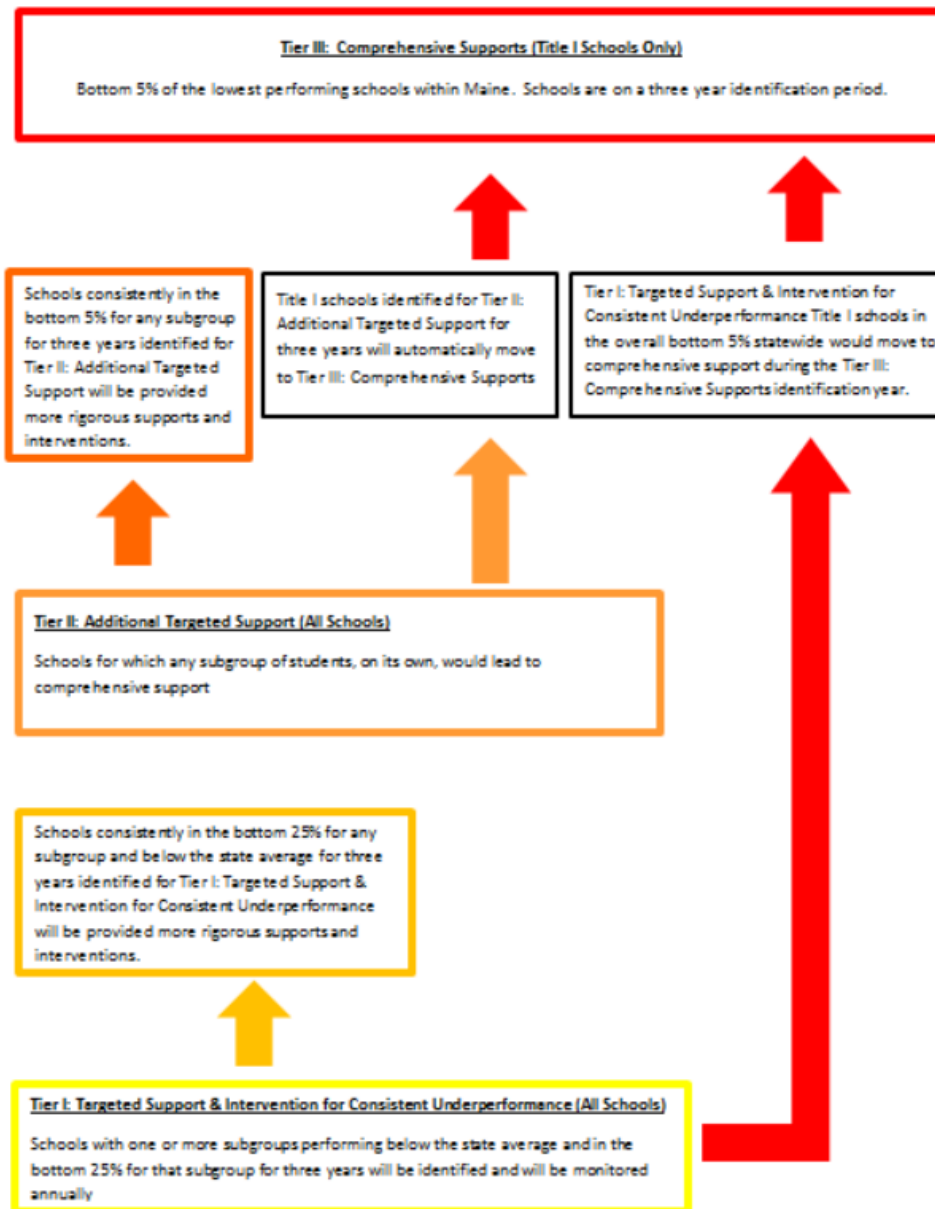 Tier III: Comprehensive Supports (Title I Schools Only)
Bottom 5% of the lowest performing schools within Maine. Schools are on a three year identification period.
Schools consistently in the
bottom 5% for any subgroup
for three years identified for
Tier II: Additional Targeted
Support will be provided
more rigorous supports and
interventions.
Title I schools identified for Tier II:
Additional Targeted Support for
three years will automatically move
to Tier III: Comprehensive Supports
Tier I: Targeted Support & Intervention for
Consistent Underperformance Title I schools in
the overall bottom 5% statewide would move to
comprehensive support during the Tier III:
Comprehensive Supports identification year.
Tier II: Additional Targeted Support (All Schools)
Schools for which any subgroup of students, on its own, would lead to
comprehensive support
Schools consistently in the bottom 25% for any
subgroup and below the state average for three
years identified for Tier I: Targeted Support &
Intervention for Consistent Underperformance
will be provided more rigorous supports and
interventions.
Tier I: Targeted Support & Intervention for Consistent Underperformance (All Schools)
Schools with one or more subgroups performing below the state average and in the
bottom 25% for that subgroup for three years will be identified and will be monitored
annually